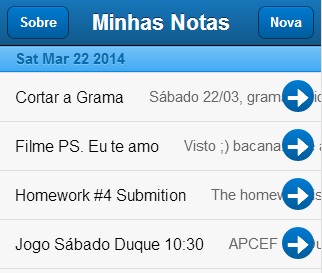 Sobre Minhas Notas Nova
Sat Mar 22 2014
Cortar a Grama Sábado 22/03, gram
Filme PS. Eu te amo Visto ;) bacana
Homework #4 Submition The homew
Jogo Sábado Duque 10:30 APCEF